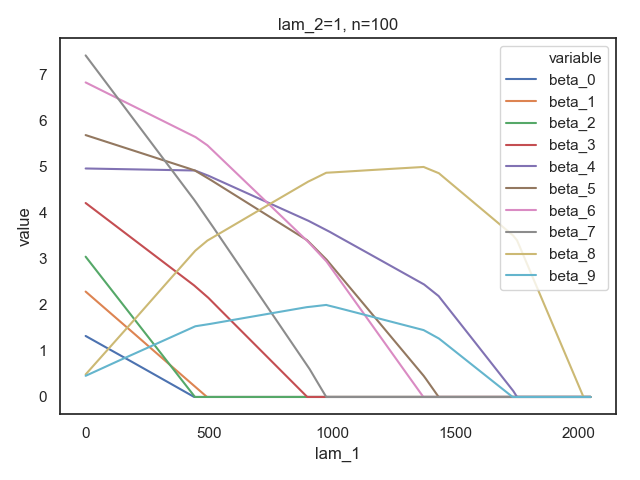 lam_2=1, n=100
variable
beta_0
beta_1
beta_2
beta_3
beta_4
beta_5
beta_6
beta_7
beta_8
beta_9
7
6
5
4
3
2
1
0
value
0 500 1000 1500 2000
lam_1